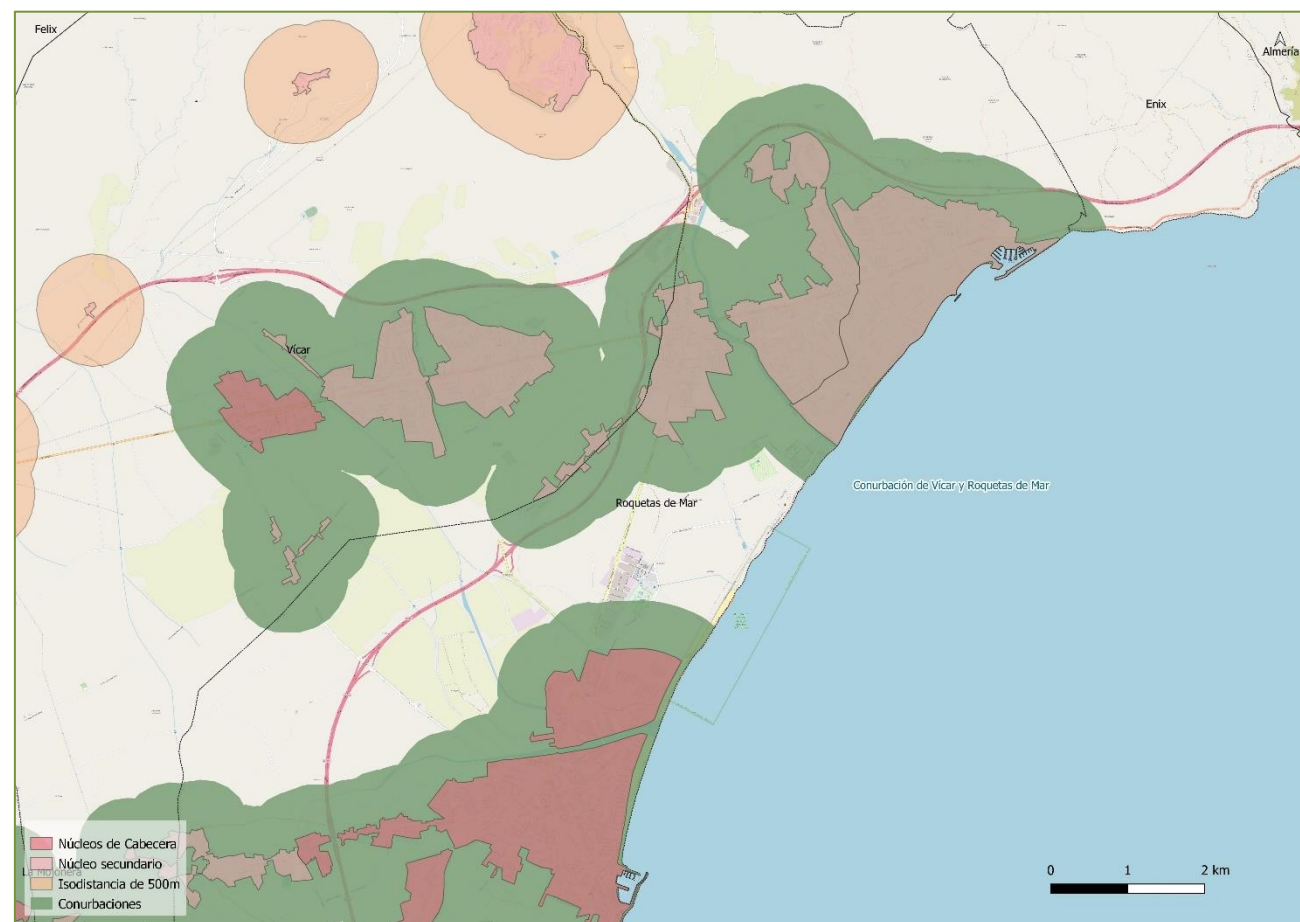 Felix
Almería
Enix
Vícar
Conurbación de Vícar y Roquetas de Mar
Roquetas de Mar
Núcleos de Cabecera
Núcleo secundario
La Mojonera
Isodistancia de 500m
Conurbaciones
0 1 2 km